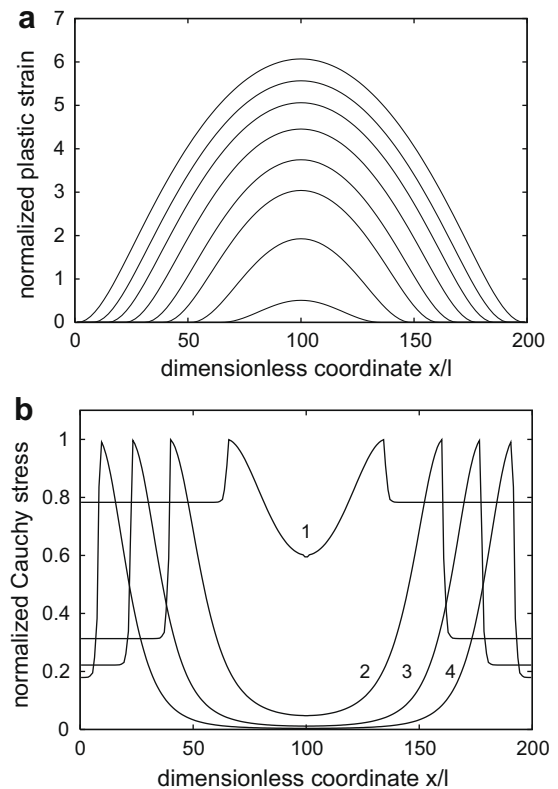 a
7
6
5
4
3
2
1
0
normalized plastic strain
0 50 100 150 200
dimensionless coordinate x/l
b
1
0.8
0.6
0.4
0.2
0
normalized Cauchy stress
1
2 3 4
0 50 100 150 200
dimensionless coordinate x/l